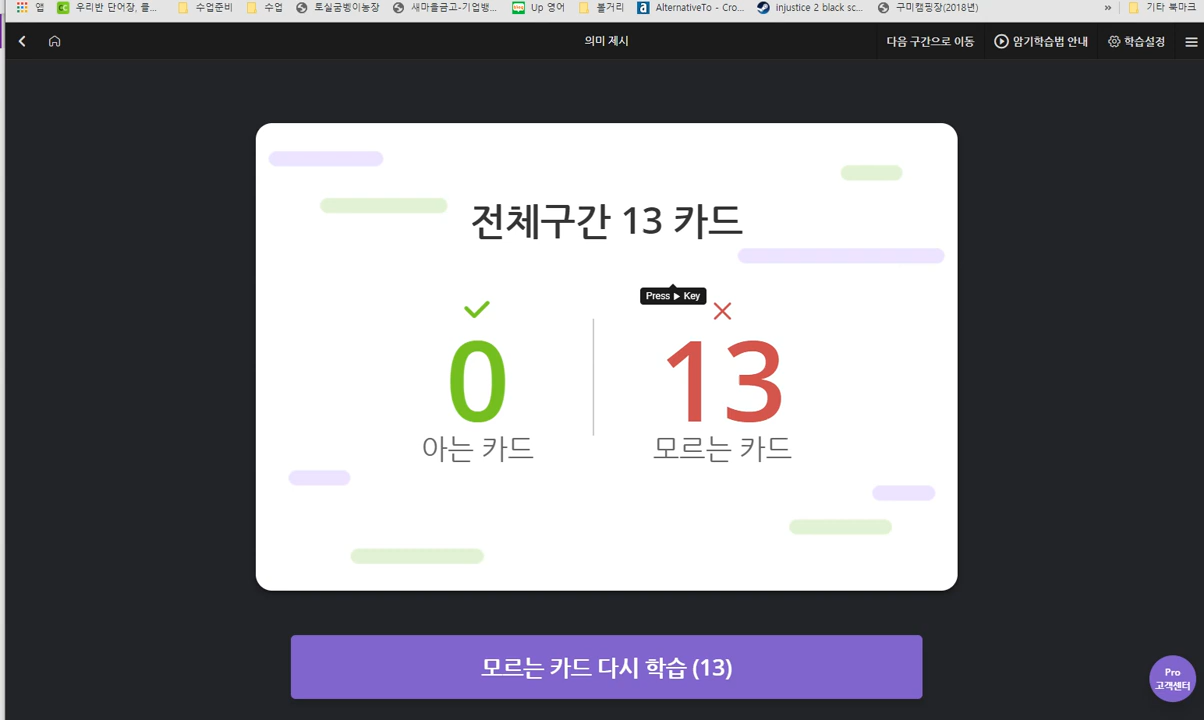 앱 우리반 단어장, 클... 수업준비 수업 토실굼벵이농장 새마을금고-기업뱅... Up 영어 볼거리 AlternativeTo - Cro... injustice 2 black sc... 구미캠핑장(2018년) » 기타 북마크
의미 제시 다음 구간으로 이동 암기학습법 안내 학습설정
전체구간 13 카드
Press ▶ Key
0 13
아는 카드 모르는 카드
모르는 카드 다시 학습 (13)
Pro
고객센터